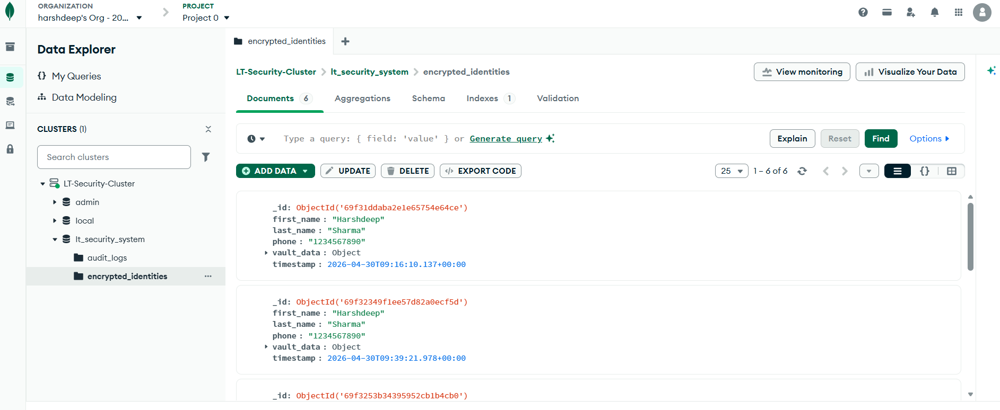 ORGANIZATION
harshdeep's Org - 20...
PROJECT
Project 0
Data Explorer
My Queries
Data Modeling
CLUSTERS (1)
Search clusters
LT-Security-Cluster
admin
local
lt_security_system
audit_logs
encrypted_identities
encrypted_identities
LT-Security-Cluster > lt_security_system > encrypted_identities
View monitoring
Visualize Your Data
Documents 6 Aggregations Schema Indexes 1 Validation
Type a query: { field: 'value' } or Generate query
Explain Reset Find Options
ADD DATA UPDATE DELETE EXPORT CODE
25 1 – 6 of 6
_id: ObjectId('69f31ddaba2e1e65754e64ce')
first_name : "Harshdeep"
last_name : "Sharma"
phone : "1234567890"
vault_data : Object
timestamp : 2026-04-30T09:16:10.137+00:00
_id: ObjectId('69f32349f1ee57d82a0ecf5d')
first_name : "Harshdeep"
last_name : "Sharma"
phone : "1234567890"
vault_data : Object
timestamp : 2026-04-30T09:39:21.978+00:00
_id: ObjectId('69f3253b34395952cb1b4cb0')